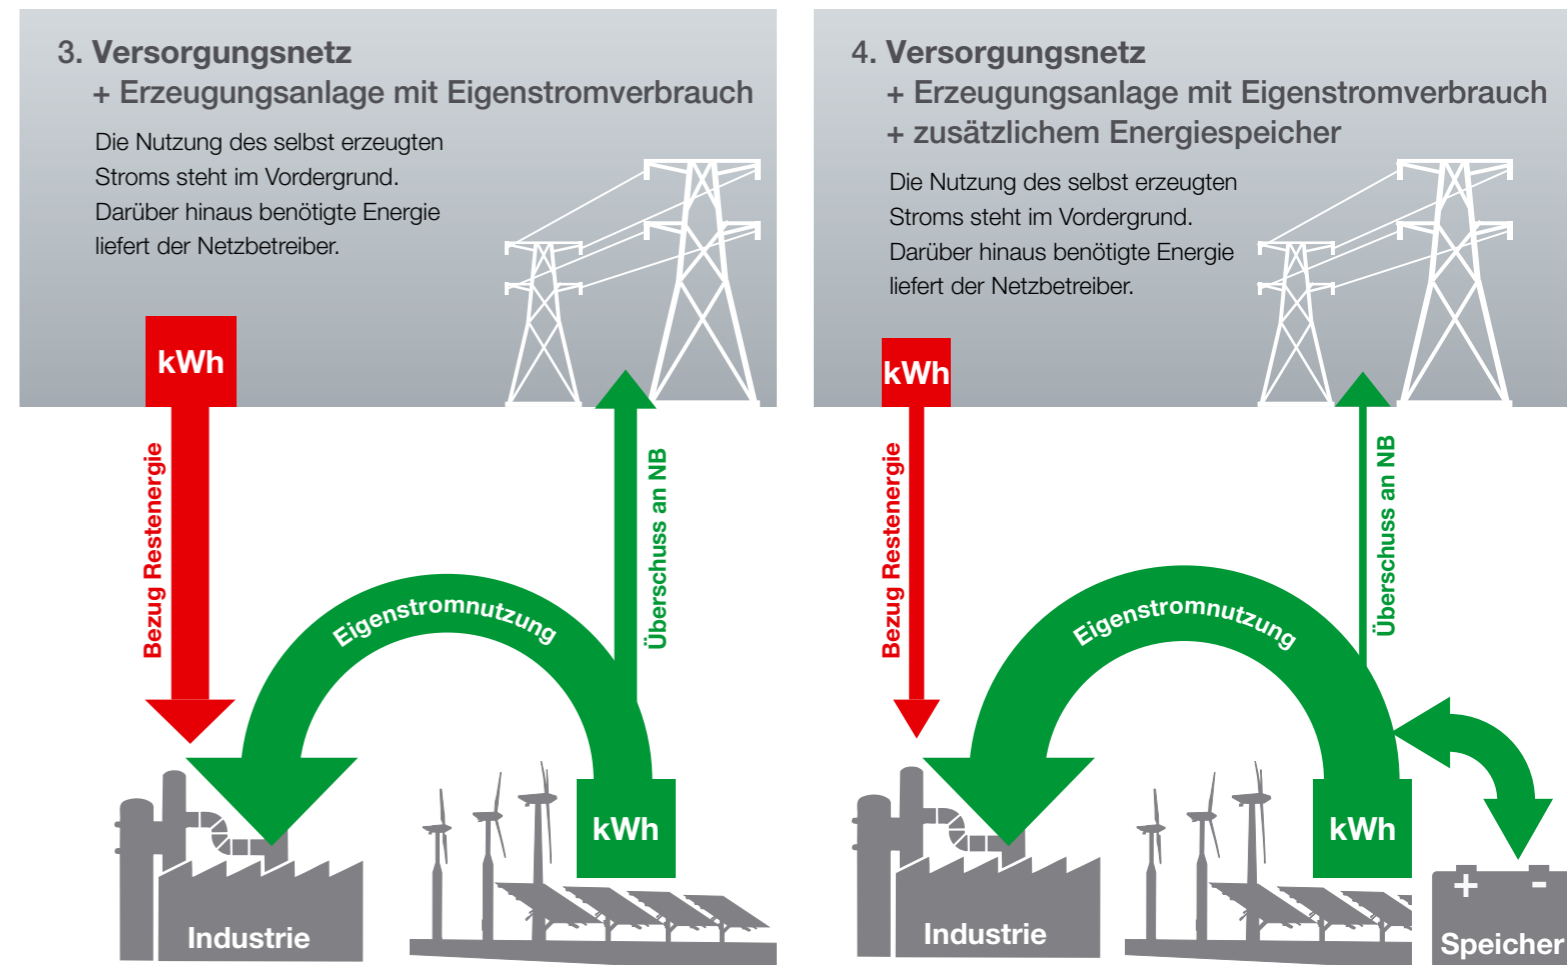 3. Versorgungsnetz
+ Erzeugungsanlage mit Eigenstromverbrauch
Die Nutzung des selbst erzeugten
Stroms steht im Vordergrund.
Darüber hinaus benötigte Energie
liefert der Netzbetreiber.
kWh
Bezug Restenergie
Überschuss an NB
Eigenstromnutzung
kWh
Industrie
4. Versorgungsnetz
+ Erzeugungsanlage mit Eigenstromverbrauch
+ zusätzlichem Energiespeicher
Die Nutzung des selbst erzeugten
Stroms steht im Vordergrund.
Darüber hinaus benötigte Energie
liefert der Netzbetreiber.
kWh
Bezug Restenergie
Überschuss an NB
Eigenstromnutzung
kWh
Industrie
+ -
Speicher